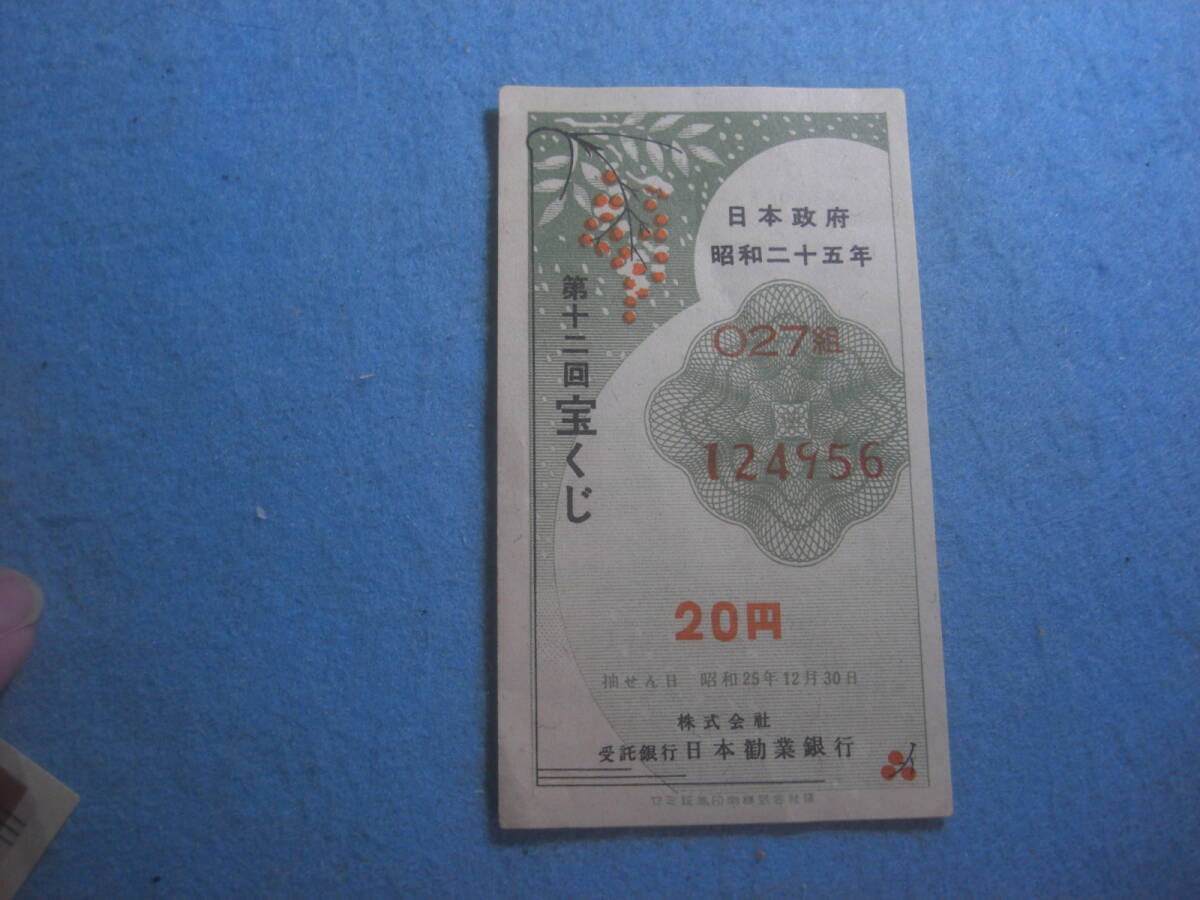 日本政府
昭和二十五年
第十二回宝くじ
027組
124956
20円
抽せん日 昭和25年12月30日
株式会社
受託銀行日本勧業銀行